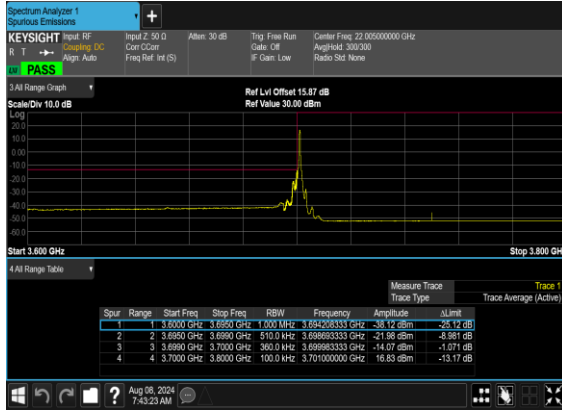 Spectrum Analyzer 1
Spurious Emissions
+
KEYSIGHT Input: RF Input Z: 50 Ω Atten: 30 dB Trig: Free Run Center Freq: 22.005000000 GHz
R T Coupling: DC Corr CCorr Gate: Off Avg|Hold: 300/300
Align: Auto Freq Ref: Int (S) IF Gain: Low Radio Std: None
PASS
3 All Range Graph
Ref Lvl Offset 15.87 dB
Scale/Div 10.0 dB Ref Value 30.00 dBm
Log
20.0
10.0
0.00
-10.0
-20.0
-30.0
-40.0
-50.0
-60.0
Start 3.600 GHz Stop 3.800 GH
4 All Range Table
Measure Trace Trace 1
Trace Type Trace Average (Active)
Spur Range Start Freq Stop Freq RBW Frequency Amplitude ΔLimit
1 1 3.6000 GHz 3.6950 GHz 1.000 MHz 3.694208333 GHz -38.12 dBm -25.12 dB
2 2 3.6950 GHz 3.6990 GHz 510.0 kHz 3.698693333 GHz -21.98 dBm -8.981 dB
3 3 3.6990 GHz 3.7000 GHz 360.0 kHz 3.699983333 GHz -14.07 dBm -1.071 dB
4 4 3.7000 GHz 3.8000 GHz 100.0 kHz 3.701000000 GHz 16.83 dBm -13.17 dB
? Aug 08, 2024
7:43:23 AM